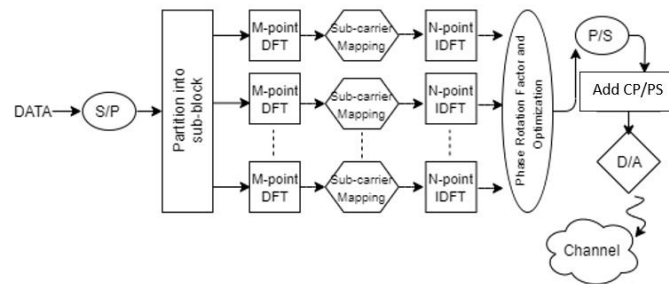 DATA
S/P
Partition into
sub-block
M-point
DFT
Sub-carrier
Mapping
N-point
IDFT
M-point
DFT
Sub-carrier
Mapping
N-point
IDFT
M-point
DFT
Sub-carrier
Mapping
N-point
IDFT
Phase Rotation Factor and
Optimization
P/S
Add CP/PS
D/A
Channel